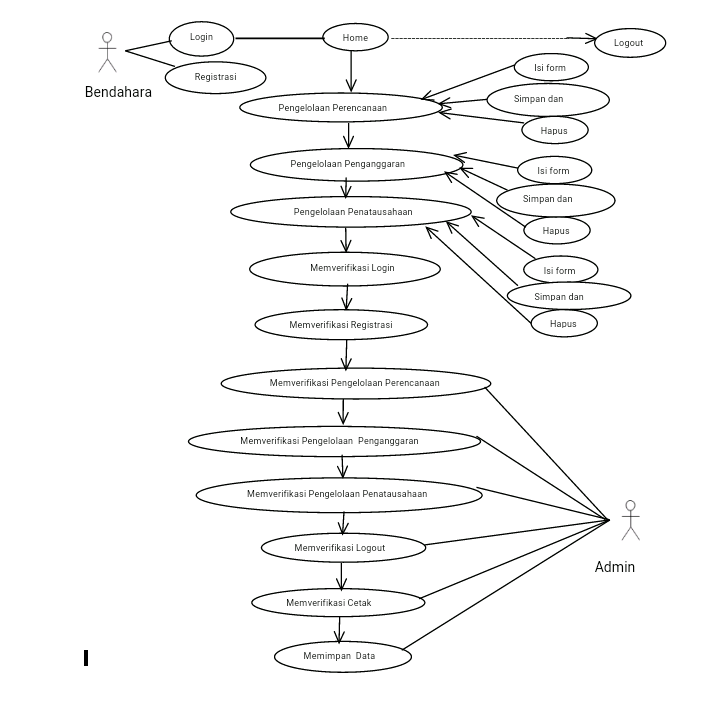 Login
Home
Logout
Registrasi
Bendahara
Isi form
Simpan dan
Hapus
Pengelolaan Perencanaan
Pengelolaan Penganggaran
Isi form
Simpan dan
Hapus
Pengelolaan Penatausahaan
Memverifikasi Login
Isi form
Simpan dan
Hapus
Memverifikasi Registrasi
Memverifikasi Pengelolaan Perencanaan
Memverifikasi Pengelolaan Penganggaran
Memverifikasi Pengelolaan Penatausahaan
Memverifikasi Logout
Admin
Memverifikasi Cetak
Memimpan Data